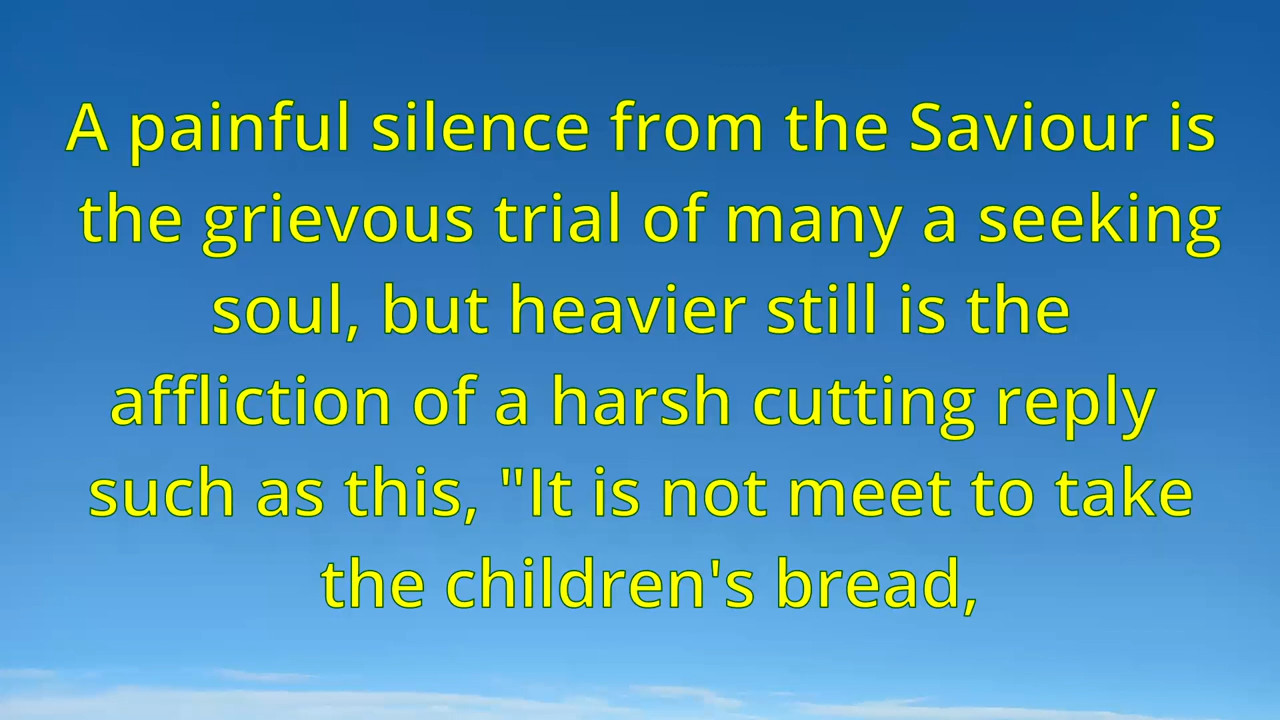 A painful silence from the Saviour is
the grievous trial of many a seeking
soul, but heavier still is the
affliction of a harsh cutting reply
such as this, "It is not meet to take
the children's bread,